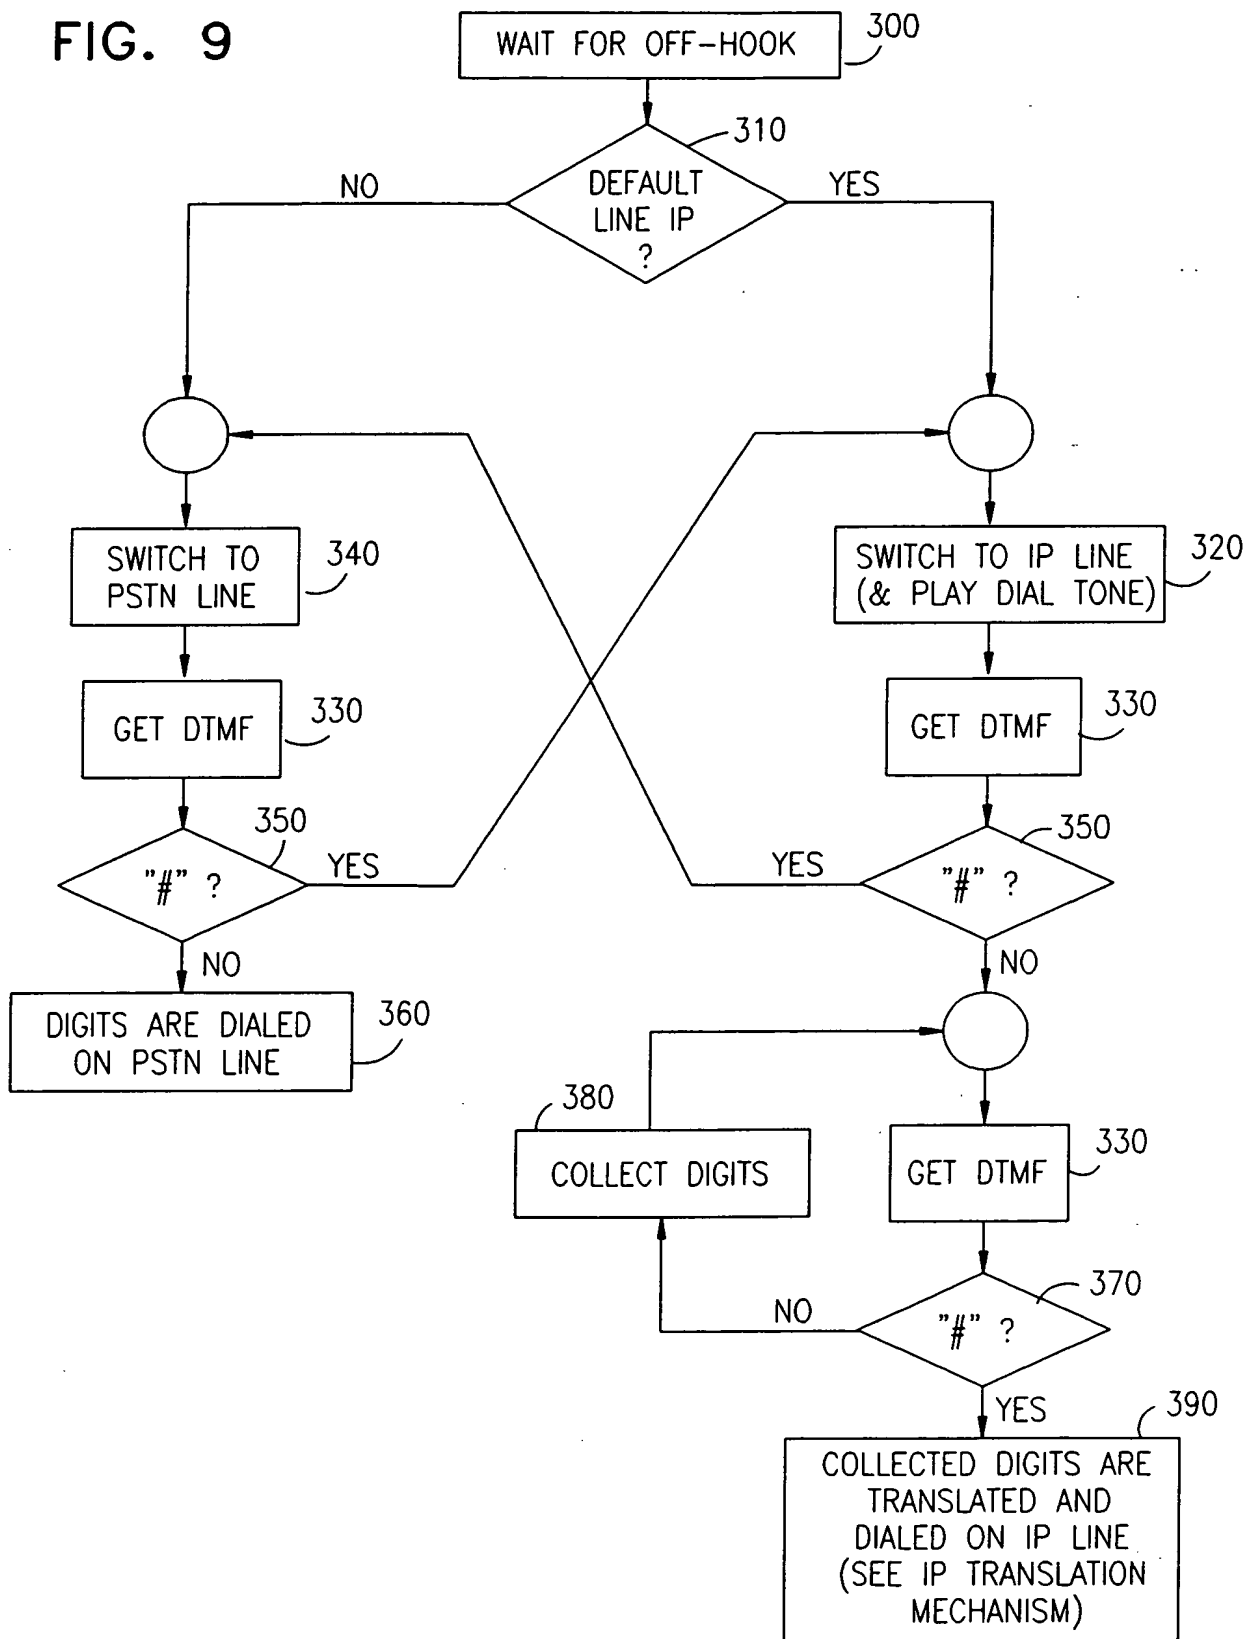 FIG. 9
WAIT FOR OFF-HOOK
300
310
DEFAULT
LINE IP
?
NO
YES
SWITCH TO
PSTN LINE
340
SWITCH TO IP LINE
(& PLAY DIAL TONE)
320
GET DTMF
330
GET DTMF
330
350
"#" ?
YES
350
"#" ?
YES
NO
NO
DIGITS ARE DIALED
ON PSTN LINE
360
380
COLLECT DIGITS
GET DTMF
330
370
"#" ?
NO
YES
390
COLLECTED DIGITS ARE
TRANSLATED AND
DIALED ON IP LINE
(SEE IP TRANSLATION
MECHANISM)